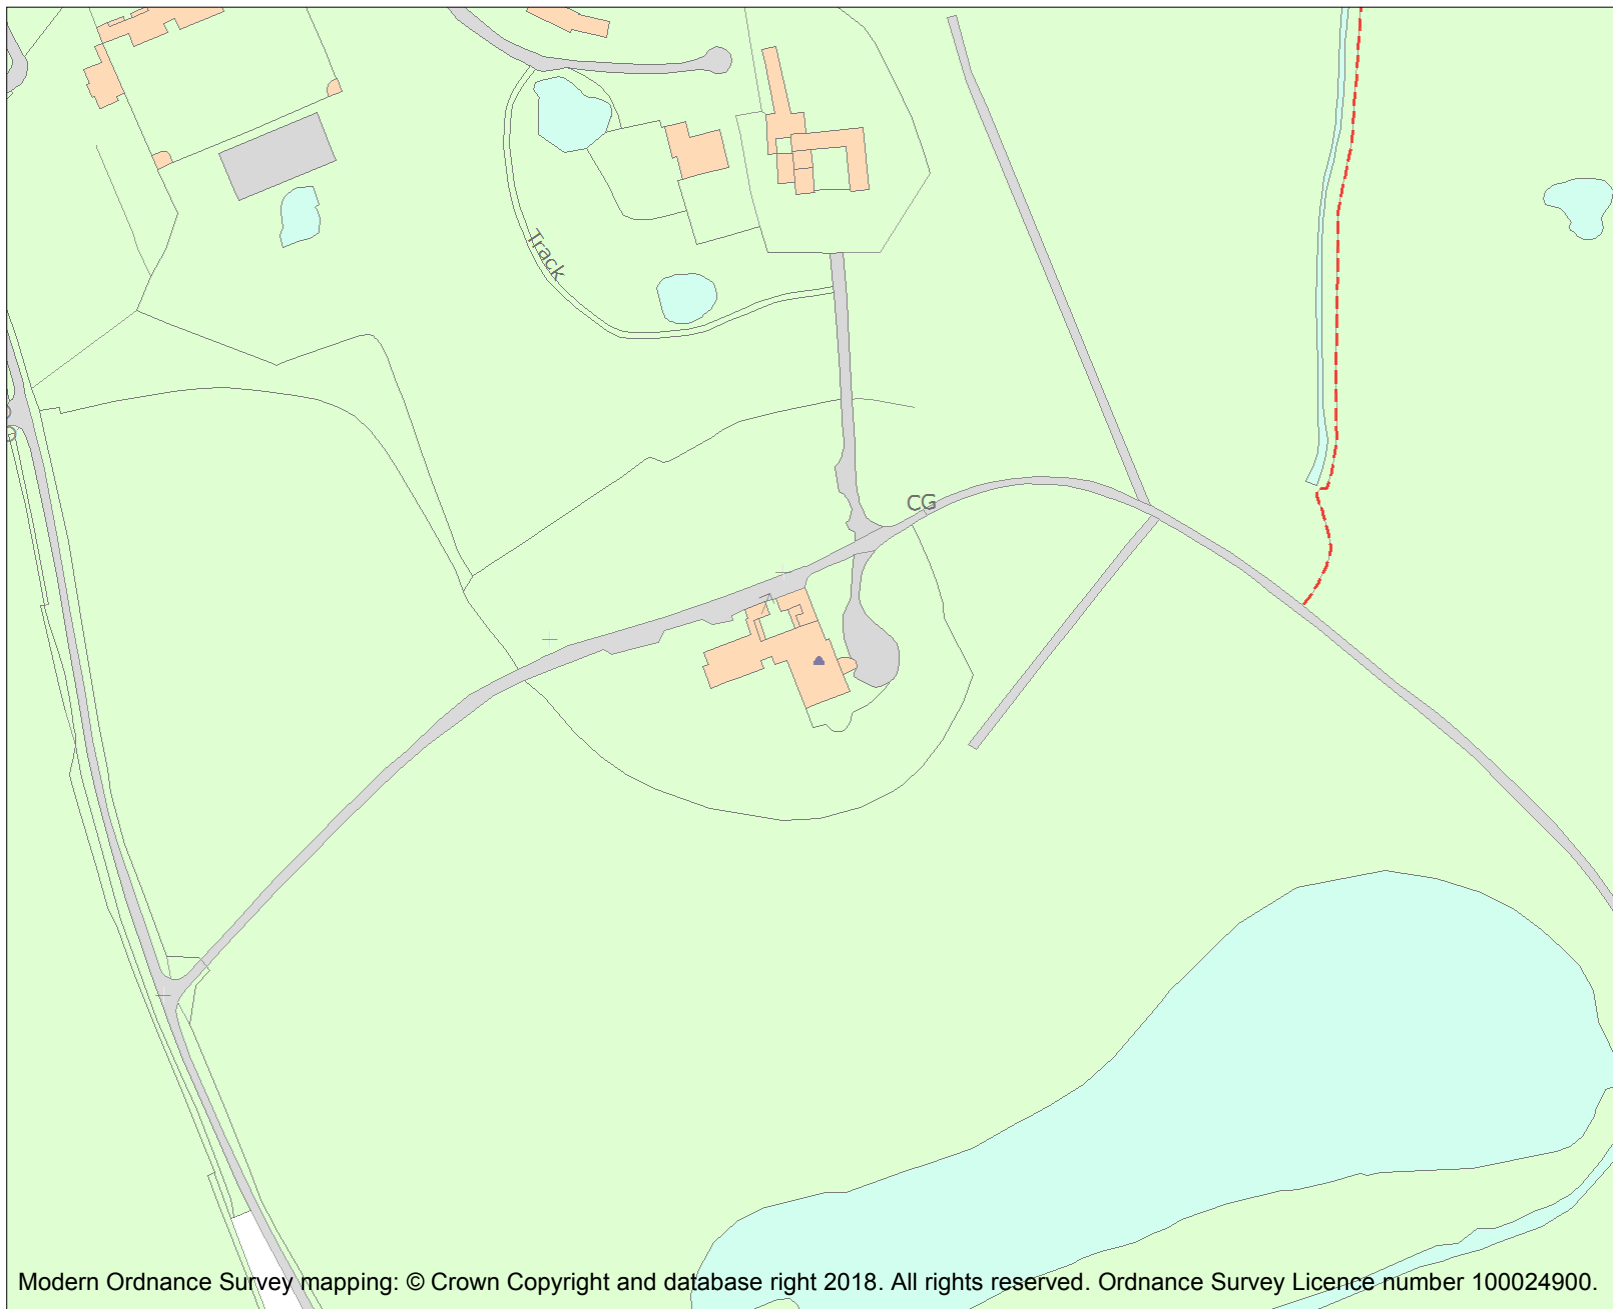 Track
CG
Modern Ordnance Survey mapping: © Crown Copyright and database right 2018. All rights reserved. Ordnance Survey Licence number 100024900.